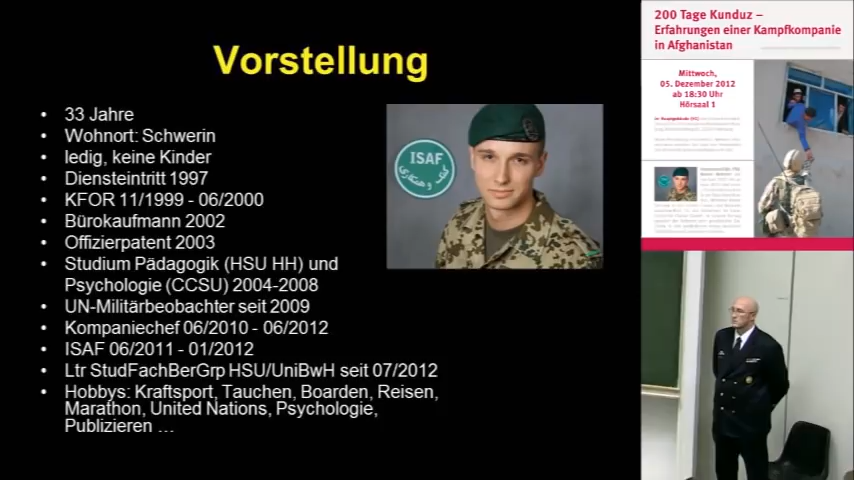 Vorstellung
• 33 Jahre
• Wohnort: Schwerin
• ledig, keine Kinder
• Diensteintritt 1997
• KFOR 11/1999 - 06/2000
• Bürokaufmann 2002
• Offizierpatent 2003
• Studium Pädagogik (HSU HH) und
Psychologie (CCSU) 2004-2008
• UN-Militärbeobachter seit 2009
• Kompaniechef 06/2010 - 06/2012
• ISAF 06/2011 - 01/2012
• Ltr StudFachBerGrp HSU/UniBwH seit 07/2012
• Hobbys: Kraftsport, Tauchen, Boarden, Reisen,
Marathon, United Nations, Psychologie,
Publizieren ...
ISAF
کمک و همکاری
200 Tage Kunduz –
Erfahrungen einer Kampfkompanie
in Afghanistan
Mittwoch,
05. Dezember 2012
ab 18:30 Uhr
Hörsaal 1